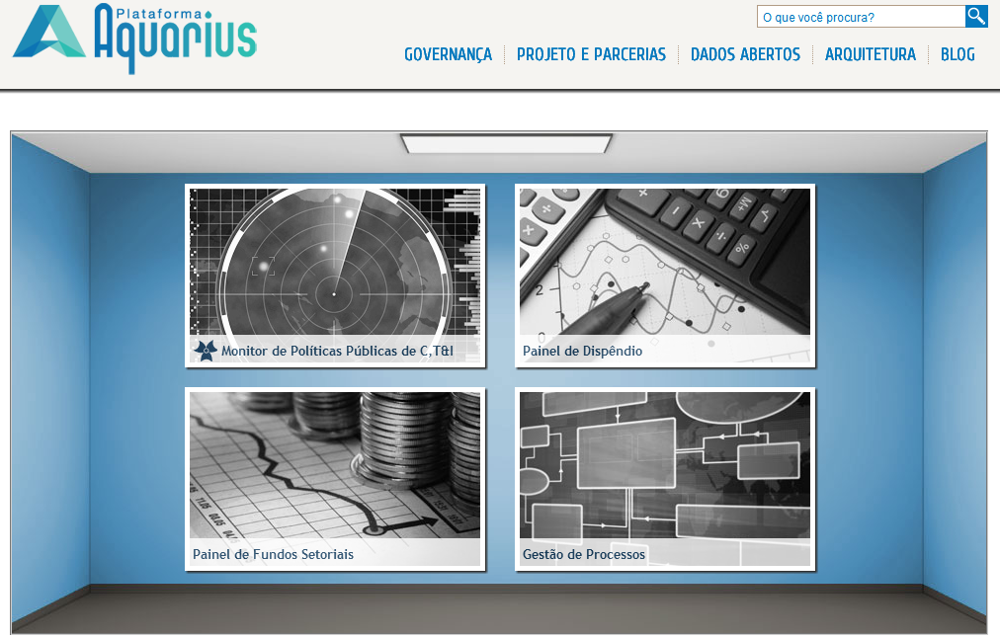 Plataforma
Aquarius
O que você procura?
GOVERNANÇA
PROJETO E PARCERIAS
DADOS ABERTOS
ARQUITETURA
BLOG
Monitor de Políticas Públicas de C,T&I
Painel de Dispêndio
Painel de Fundos Setoriais
Gestão de Processos